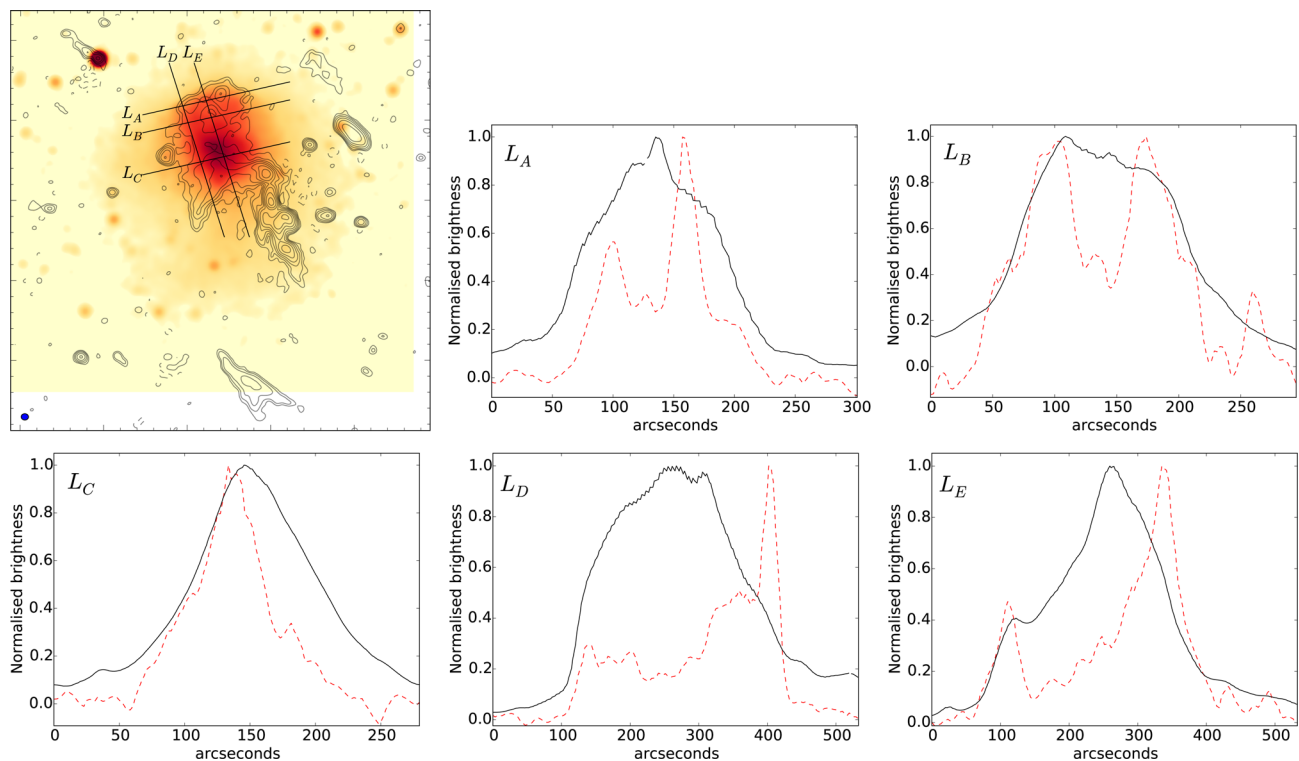 L_D L_E
L_A
L_B
L_C
L_A
1.0
0.8
0.6
0.4
0.2
0.0
Normalised brightness
0 50 100 150 200 250 300
arcseconds
L_B
1.0
0.8
0.6
0.4
0.2
0.0
Normalised brightness
0 50 100 150 200 250
arcseconds
L_C
1.0
0.8
0.6
0.4
0.2
0.0
Normalised brightness
0 50 100 150 200 250
arcseconds
L_D
1.0
0.8
0.6
0.4
0.2
0.0
Normalised brightness
0 100 200 300 400 500
arcseconds
L_E
1.0
0.8
0.6
0.4
0.2
0.0
Normalised brightness
0 100 200 300 400 500
arcseconds